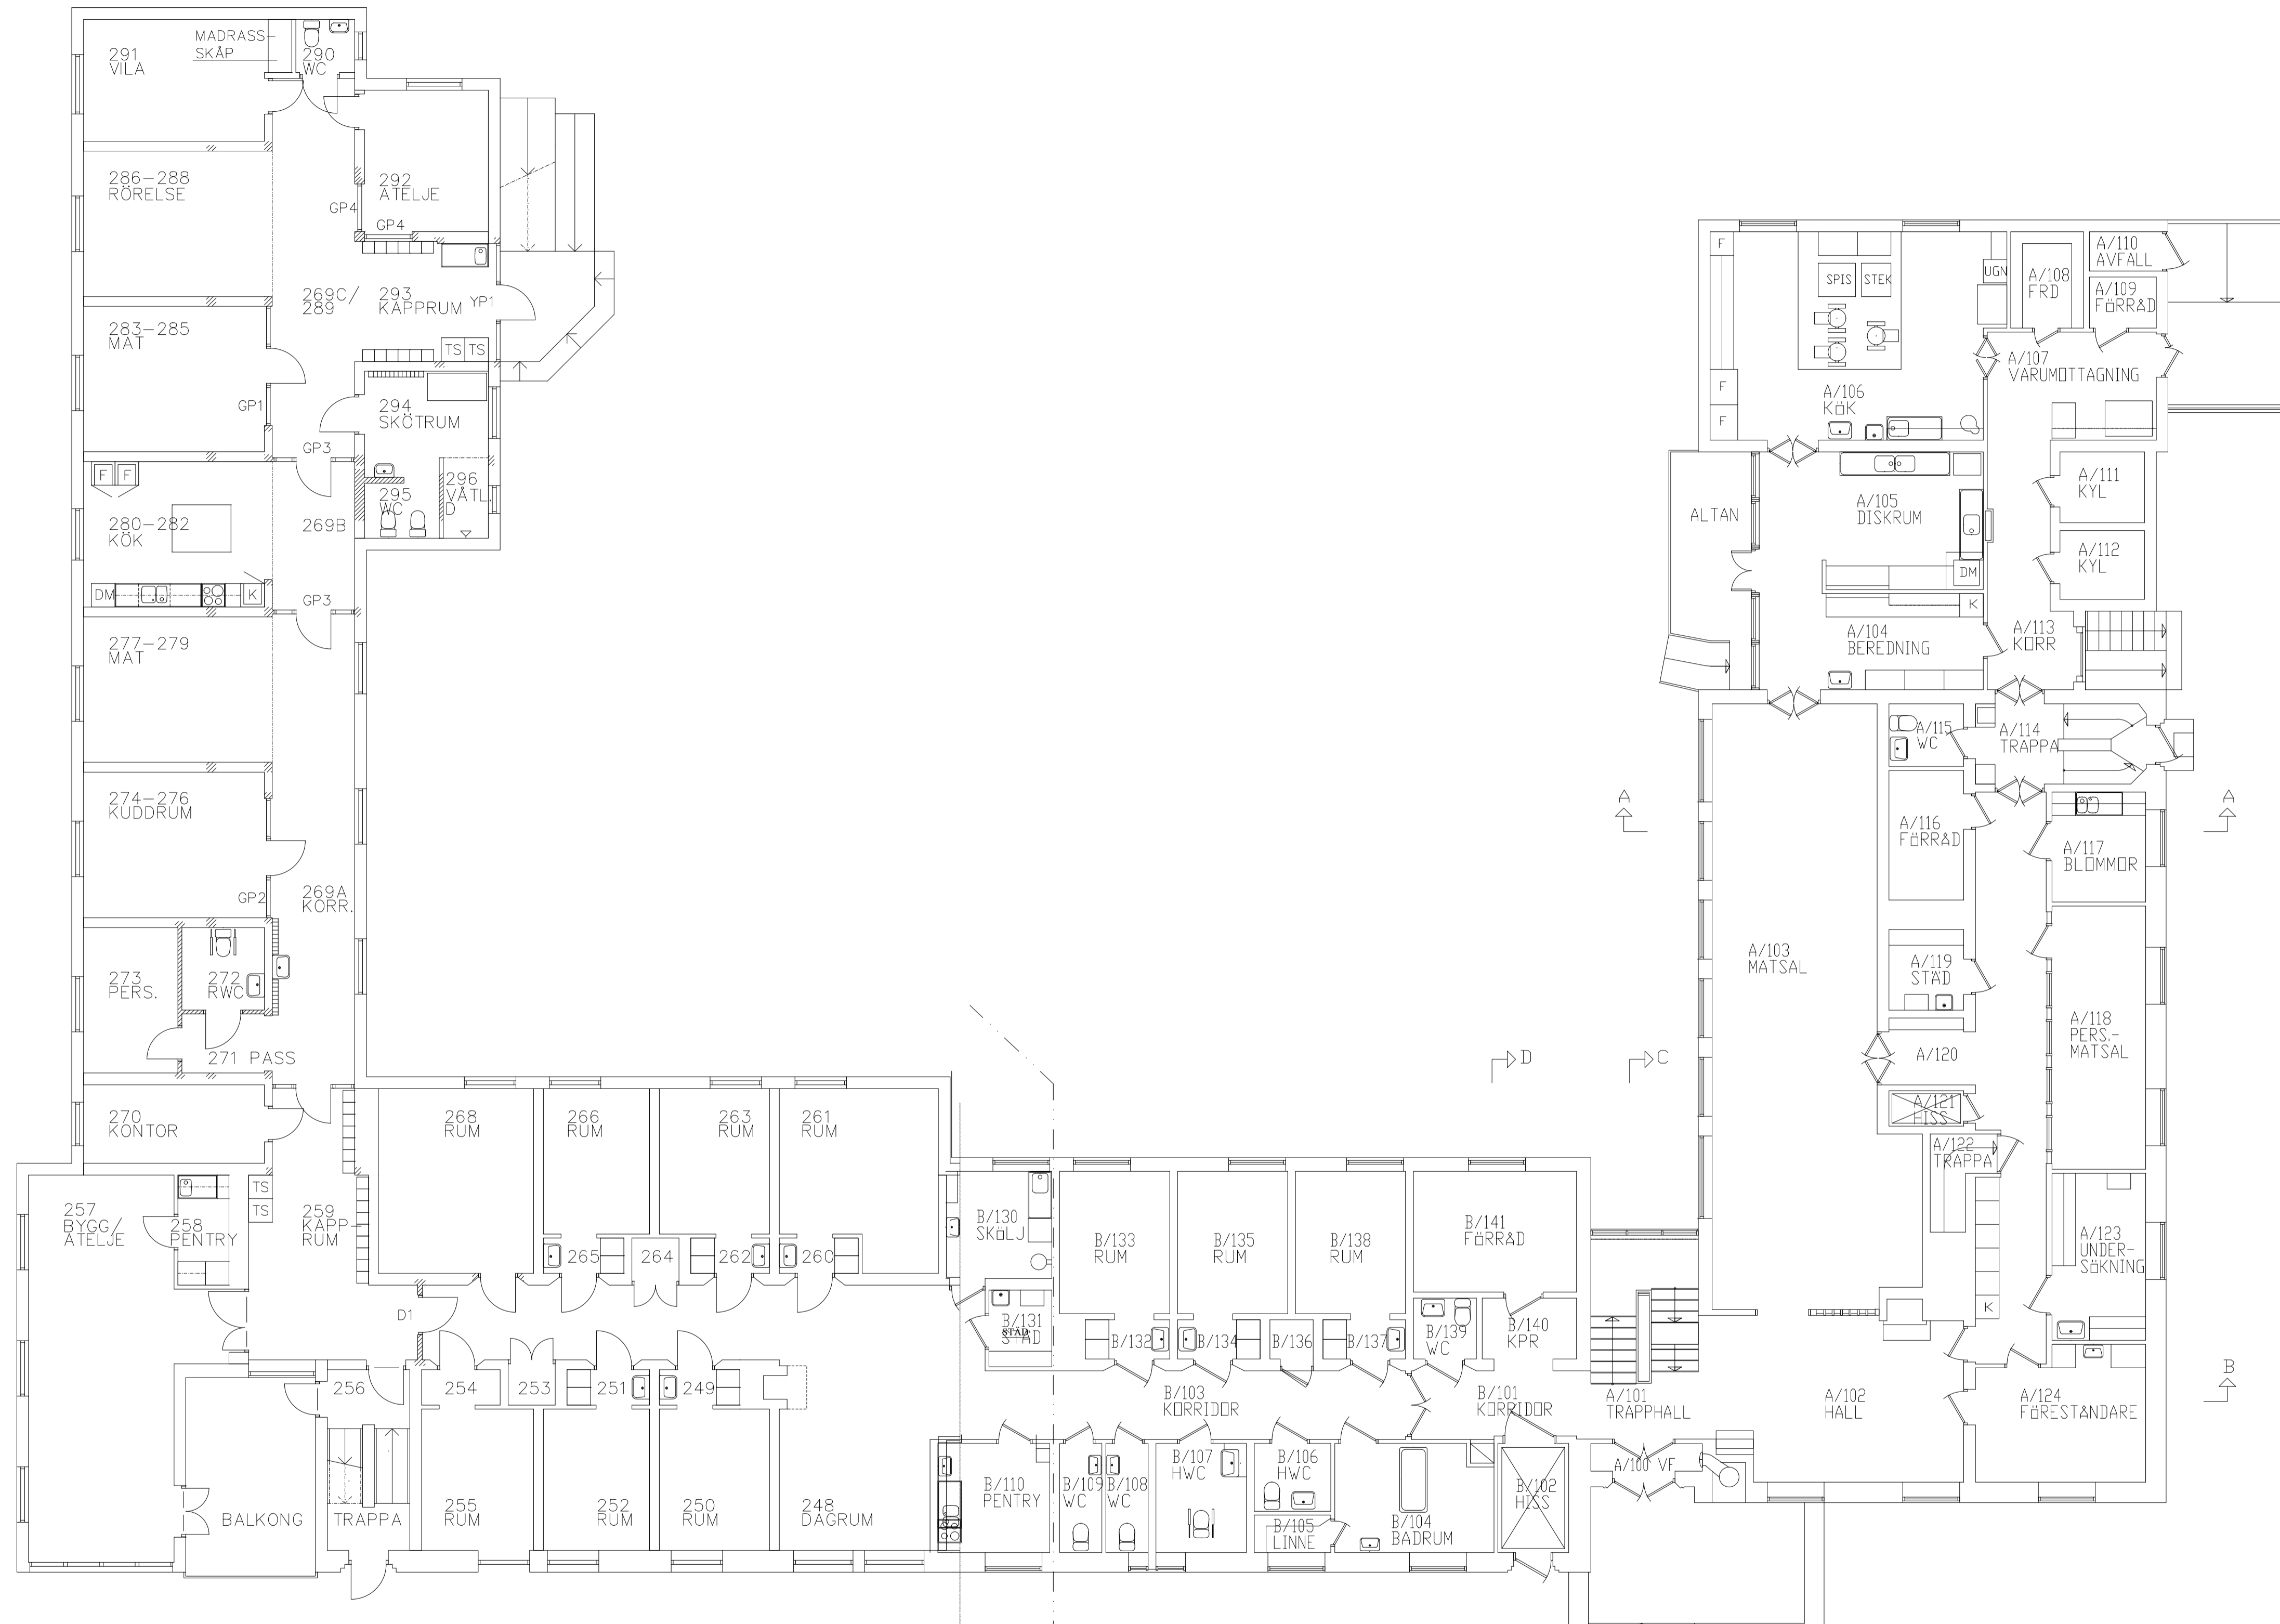 291
VILA
MADRASS
SKÅP
290
WC
286-288
RÖRELSE
292
ATELJE
GP4
GP4
269C/
289
293
KAPPRUM
YP1
283-285
MAT
TS
TS
GP1
294
SKÖTRUM
GP3
F
F
280-282
KÖK
269B
295
WC
296
VÅTL.
D
DM
K
GP3
277-279
MAT
274-276
KUDDRUM
GP2
269A
KORR.
273
PERS.
272
RWC
271 PASS
270
KONTOR
257
BYGG/
ATELJE
258
PENTRY
TS
TS
259
KAPP-
RUM
268
RUM
266
RUM
263
RUM
261
RUM
265
264
262
260
D1
256
254
253
251
249
BALKONG
TRAPPA
255
RUM
252
RUM
250
RUM
248
DAGRUM
B/130
SKÖLJ
B/131
STÄD
STÄD
B/133
RUM
B/135
RUM
B/138
RUM
B/141
FÖRRÅD
B/132
B/134
B/136
B/137
B/139
WC
B/140
KPR
B/103
KORRIDOR
B/101
KORRIDOR
B/110
PENTRY
B/109
WC
B/108
WC
B/107
HWC
B/106
HWC
B/105
LINNE
B/104
BADRUM
B/102
HISS
A/101
TRAPPHALL
A/100 VF
A/102
HALL
A/124
FÖRESTÅNDARE
D
C
A
A
B
F
F
F
SPIS
STEK
UGN
A/106
KÖK
A/108
FRD
A/110
AVFALL
A/109
FÖRRÅD
A/107
VARUMOTTAGNING
ALTAN
A/105
DISKRUM
DM
K
A/111
KYL
A/112
KYL
A/104
BEREDNING
A/113
KORR
A/115
WC
A/114
TRAPPA
A/116
FÖRRÅD
A/117
BLOMMOR
A/103
MATSAL
A/119
STÄD
A/118
PERS.-
MATSAL
A/120
A/121
HISS
A/122
TRAPPA
A/123
UNDER-
SÖKNING
K